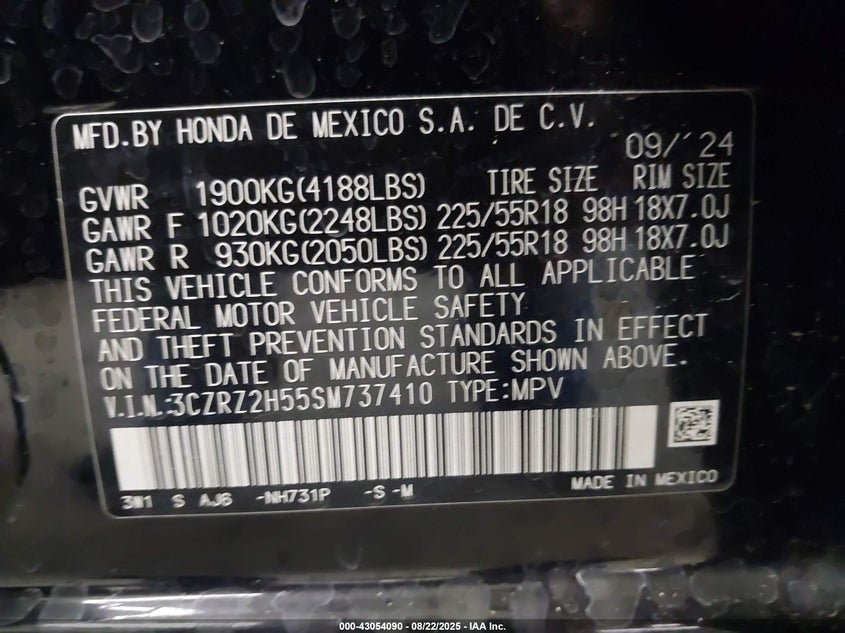 MFD.BY HONDA DE MEXICO S.A. DE C.V.
09/'24
GVWR 1900KG(4188LBS) TIRE SIZE RIM SIZE
GAWR F 1020KG(2248LBS) 225/55R18 98H 18X7.0J
GAWR R 930KG(2050LBS) 225/55R18 98H 18X7.0J
THIS VEHICLE CONFORMS TO ALL APPLICABLE
FEDERAL MOTOR VEHICLE SAFETY
AND THEFT PREVENTION STANDARDS IN EFFECT
ON THE DATE OF MANUFACTURE SHOWN ABOVE.
V.I.N.:3CZRZ2H55SM737410 TYPE:MPV
3W1 S AJ6 -NH731P -S -M MADE IN MEXICO
000-43054090 - 08/22/2025 - IAA Inc.